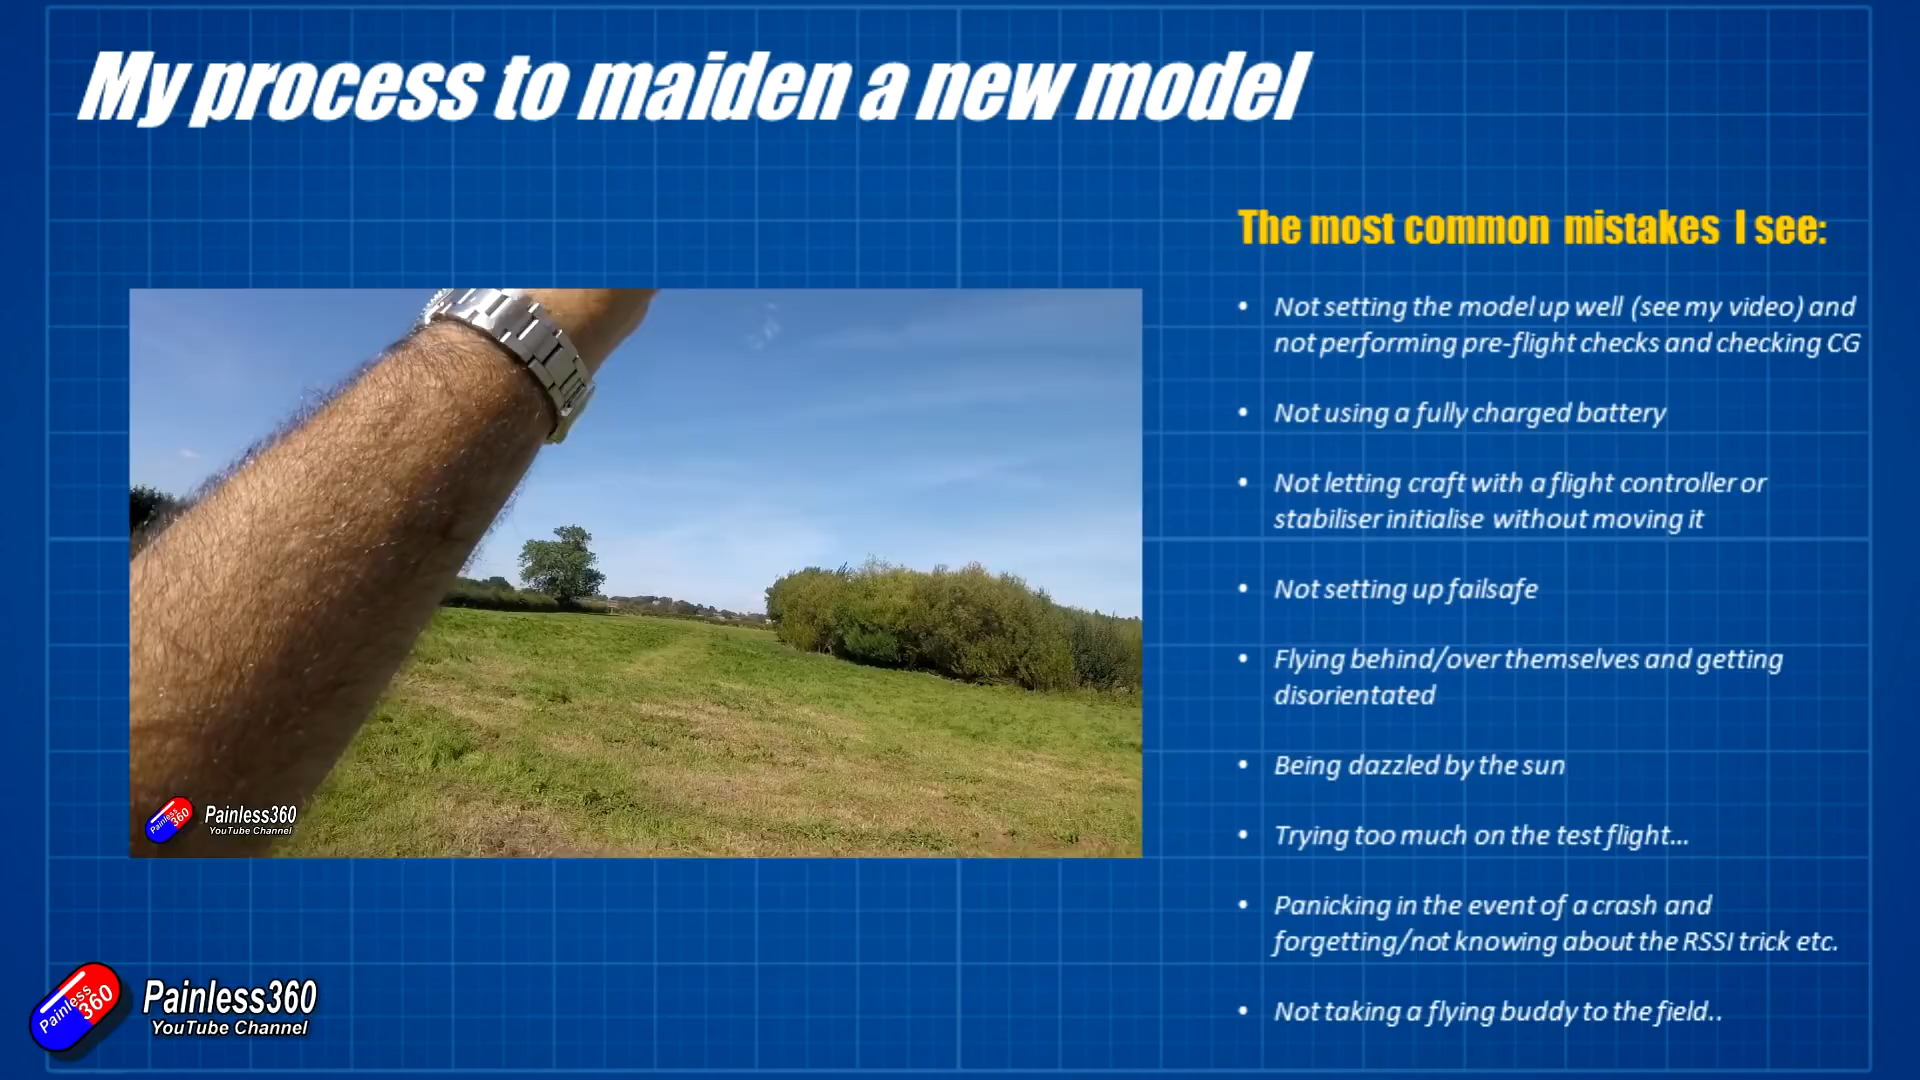 My process to maiden a new model
The most common mistakes I see:
• Not setting the model up well (see my video) and
not performing pre-flight checks and checking CG
• Not using a fully charged battery
• Not letting craft with a flight controller or
stabiliser initialise without moving it
• Not setting up failsafe
• Flying behind/over themselves and getting
disorientated
• Being dazzled by the sun
• Trying too much on the test flight...
• Panicking in the event of a crash and
forgetting/not knowing about the RSSI trick etc.
• Not taking a flying buddy to the field..
Painless
360
Painless360
YouTube Channel
Painless
360
Painless360
YouTube Channel